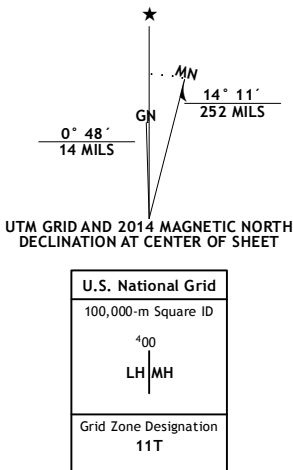 ★
MN
GN
14° 11´
252 MILS
0° 48´
14 MILS
UTM GRID AND 2014 MAGNETIC NORTH
DECLINATION AT CENTER OF SHEET
U.S. National Grid
100,000-m Square ID
⁴00
LH MH
Grid Zone Designation
11T